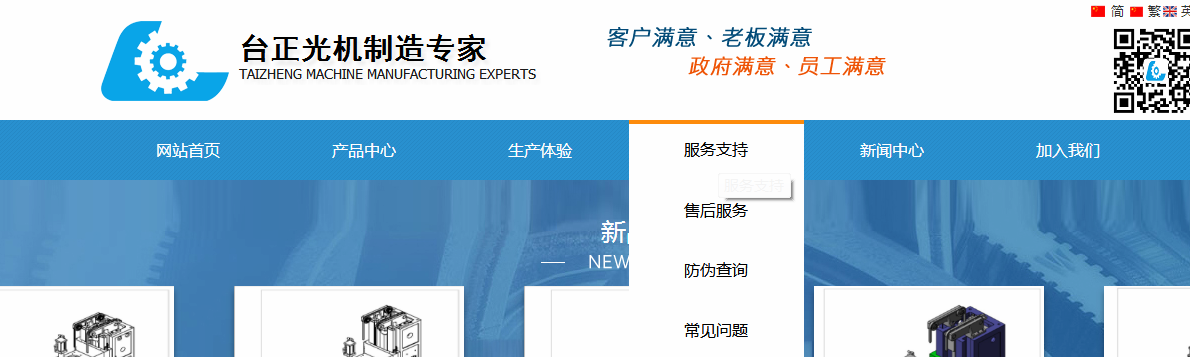 简 繁 英
台正光机制造专家
TAIZHENG MACHINE MANUFACTURING EXPERTS
客户满意、老板满意
政府满意、员工满意
网站首页 产品中心 生产体验 服务支持 新闻中心 加入我们
服务支持
售后服务
新
NEW
防伪查询
常见问题